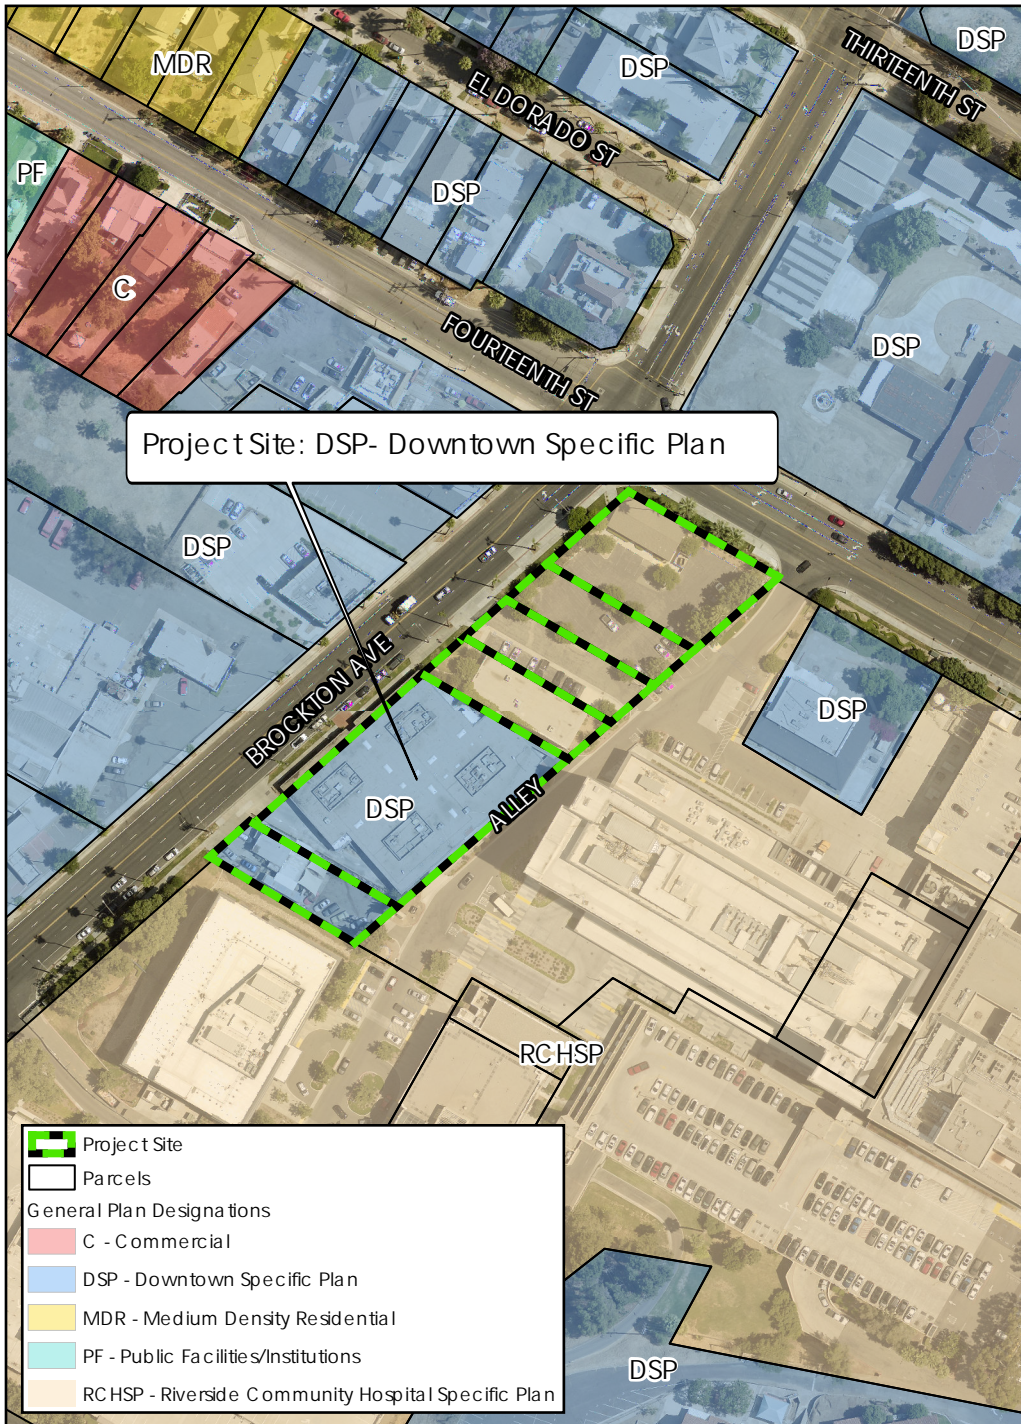 DSP
THIRTEENTH ST
MDR
DSP
EL DORADO ST
PF
DSP
C
FOURTEENTH ST
DSP
Project Site: DSP- Downtown Specific Plan
DSP
BROCKTON AVE
DSP
DSP
ALLEY
RCHSP
DSP
Project Site
Parcels
General Plan Designations
C - Commercial
DSP - Downtown Specific Plan
MDR - Medium Density Residential
PF - Public Facilities/Institutions
RCHSP - Riverside Community Hospital Specific Plan